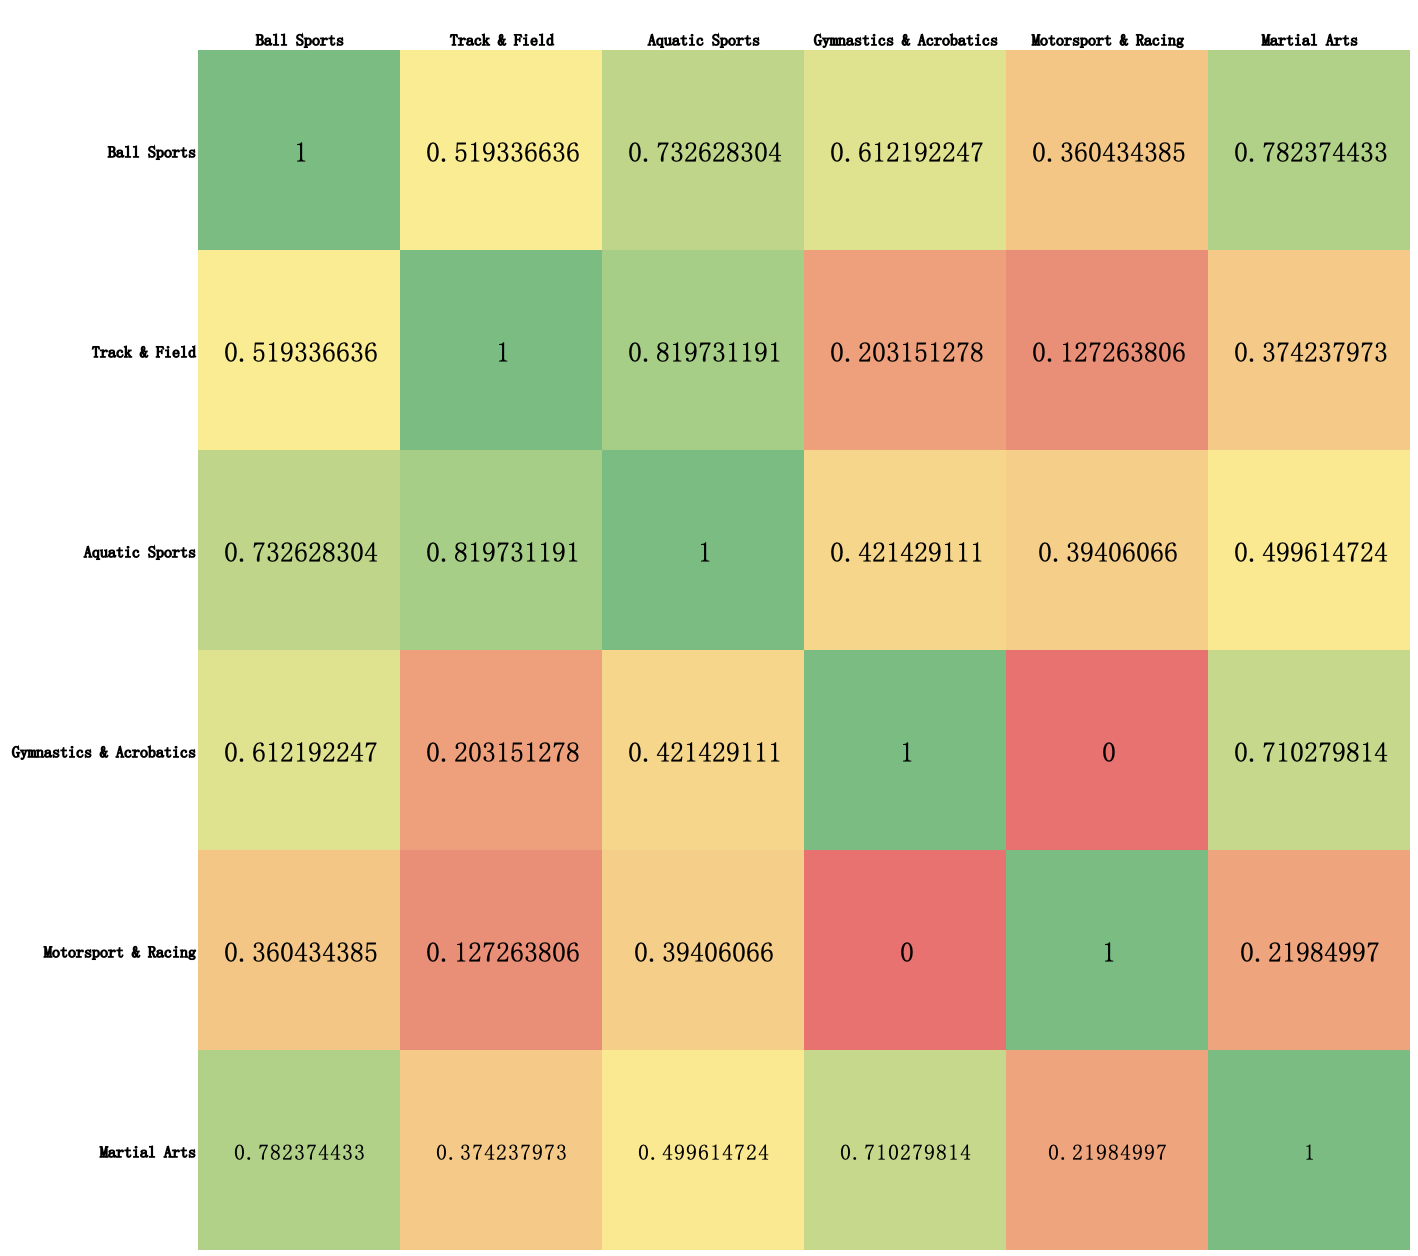 Ball Sports Track & Field Aquatic Sports Gymnastics & Acrobatics Motorsport & Racing Martial Arts
Ball Sports 1 0.519336636 0.732628304 0.612192247 0.360434385 0.782374433
Track & Field 0.519336636 1 0.819731191 0.203151278 0.127263806 0.374237973
Aquatic Sports 0.732628304 0.819731191 1 0.421429111 0.39406066 0.499614724
Gymnastics & Acrobatics 0.612192247 0.203151278 0.421429111 1 0 0.710279814
Motorsport & Racing 0.360434385 0.127263806 0.39406066 0 1 0.21984997
Martial Arts 0.782374433 0.374237973 0.499614724 0.710279814 0.21984997 1